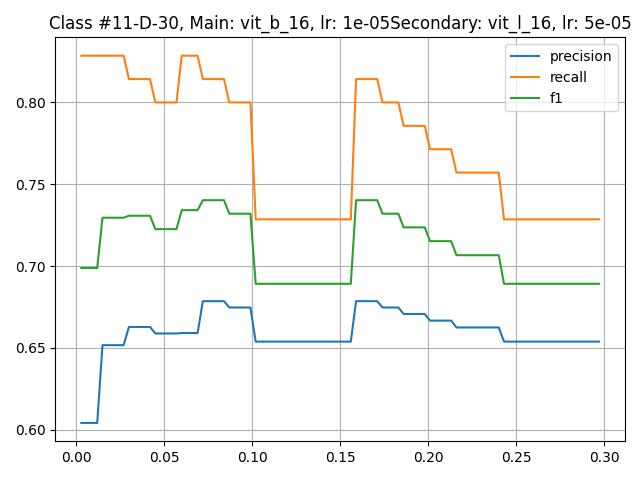 Class #11-D-30, Main: vit_b_16, lr: 1e-05Secondary: vit_l_16, lr: 5e-05
precision
recall
f1
0.80
0.75
0.70
0.65
0.60
0.00 0.05 0.10 0.15 0.20 0.25 0.30